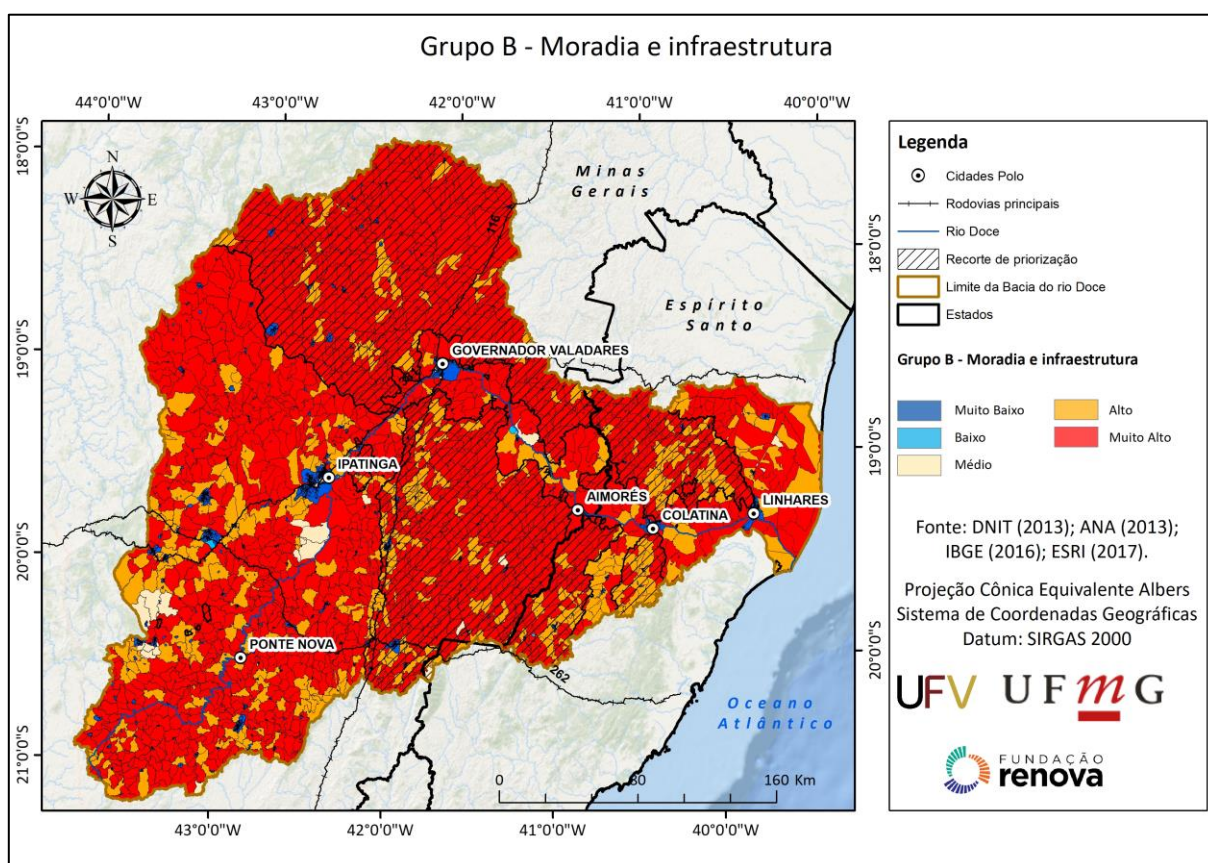 Grupo B - Moradia e infraestrutura
44°0'0"W 43°0'0"W 42°0'0"W 41°0'0"W 40°0'0"W
18°0'0"S
19°0'0"S
20°0'0"S
21°0'0"S
N
W E
S
Minas
Gerais
116
Espírito
Santo
GOVERNADOR VALADARES
IPATINGA
AIMORÉS
COLATINA
LINHARES
PONTE NOVA
262
Oceano
Atlântico
0 80 160 Km
18°0'0"S
19°0'0"S
20°0'0"S
43°0'0"W 42°0'0"W 41°0'0"W 40°0'0"W
Legenda
Cidades Polo
Rodovias principais
Rio Doce
Recorte de priorização
Limite da Bacia do rio Doce
Estados
Grupo B - Moradia e infraestrutura
Muito Baixo
Baixo
Médio
Alto
Muito Alto
Fonte: DNIT (2013); ANA (2013);
IBGE (2016); ESRI (2017).
Projeção Cônica Equivalente Albers
Sistema de Coordenadas Geográficas
Datum: SIRGAS 2000
UFV
UFmG
FUNDAÇÃO
renova